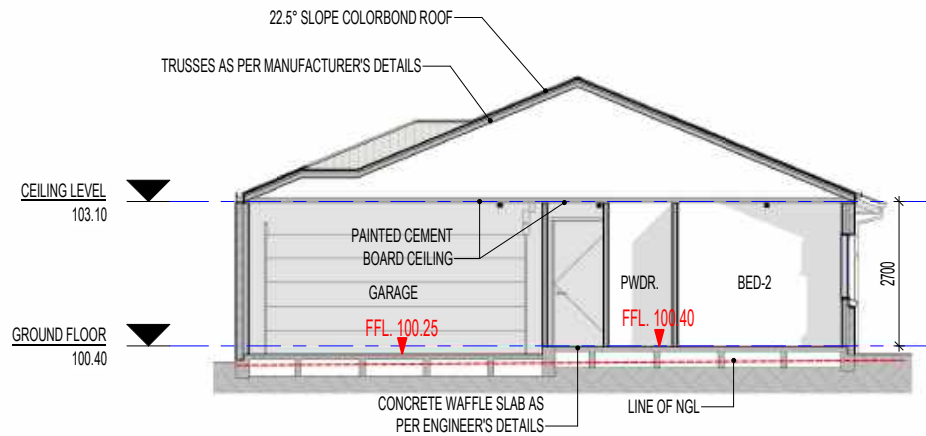 22.5° SLOPE COLORBOND ROOF
TRUSSES AS PER MANUFACTURER'S DETAILS
CEILING LEVEL
103.10
PAINTED CEMENT
BOARD CEILING
GARAGE
PWDR.
BED-2
2700
FFL. 100.25
FFL. 100.40
GROUND FLOOR
100.40
CONCRETE WAFFLE SLAB AS
PER ENGINEER'S DETAILS
LINE OF NGL